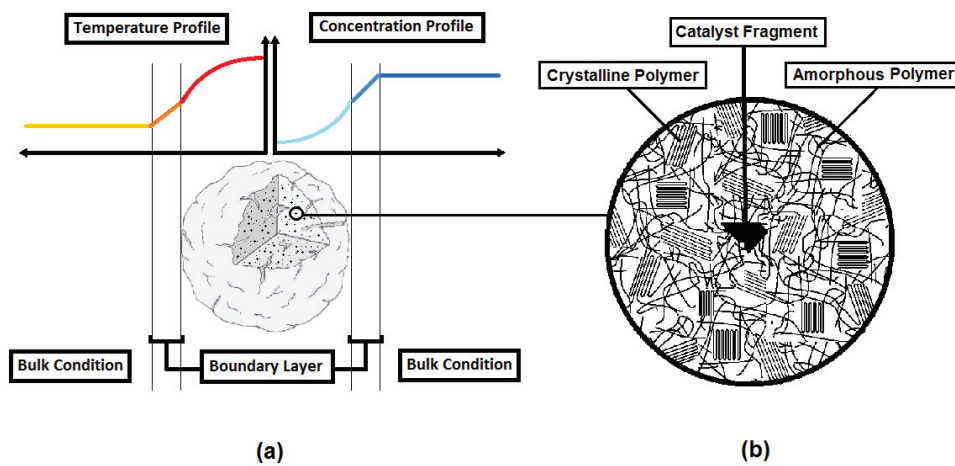 Temperature Profile
Concentration Profile
Bulk Condition
Boundary Layer
Bulk Condition
(a)
Catalyst Fragment
Crystalline Polymer
Amorphous Polymer
(b)